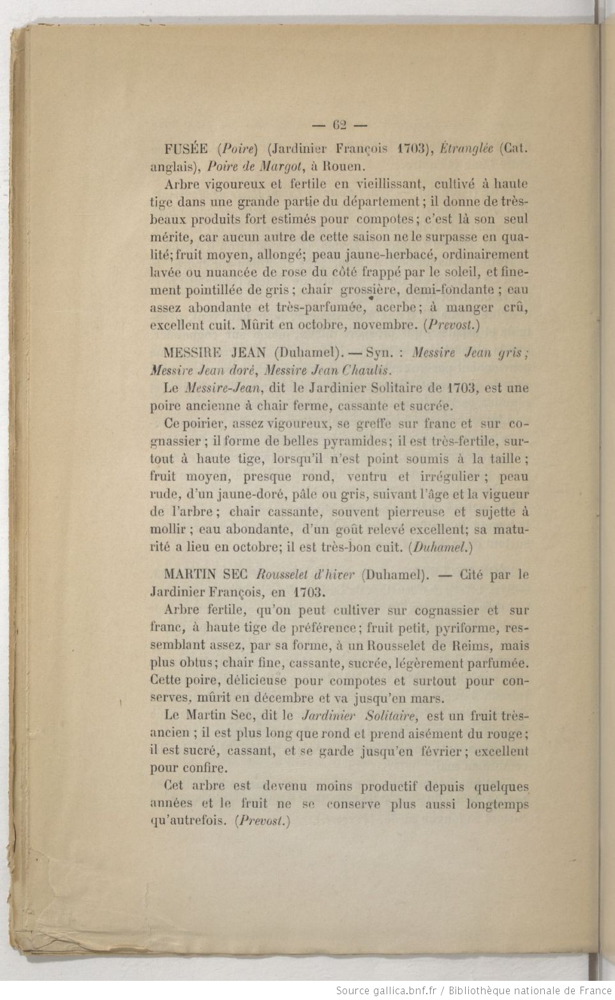 — 62 —
FUSÉE (Poire) (Jardinier François 1703), Étranglée (Cat.
anglais), Poire de Margot, à Rouen.
Arbre vigoureux et fertile en vieillissant, cultivé à haute
tige dans une grande partie du département ; il donne de très-
beaux produits fort estimés pour compotes ; c'est là son seul
mérite, car aucun autre de cette saison ne le surpasse en qua-
lité; fruit moyen, allongé; peau jaune-herbacé, ordinairement
lavée ou nuancée de rose du côté frappé par le soleil, et fine-
ment pointillée de gris ; chair grossière, demi-fondante ; eau
assez abondante et très-parfumée, acerbe ; à manger crû,
excellent cuit. Mûrit en octobre, novembre. (Prevost.)
MESSIRE JEAN (Duhamel). — Syn. : Messire Jean gris ;
Messire Jean doré, Messire Jean Chaulis.
Le Messire-Jean, dit le Jardinier Solitaire de 1703, est une
poire ancienne à chair ferme, cassante et sucrée.
Ce poirier, assez vigoureux, se greffe sur franc et sur co-
gnassier ; il forme de belles pyramides ; il est très-fertile, sur-
tout à haute tige, lorsqu'il n'est point soumis à la taille ;
fruit moyen, presque rond, ventru et irrégulier ; peau
rude, d'un jaune-doré, pâle ou gris, suivant l'âge et la vigueur
de l'arbre ; chair cassante, souvent pierreuse et sujette à
mollir ; eau abondante, d'un goût relevé excellent; sa matu-
rité a lieu en octobre; il est très-bon cuit. (Duhamel.)
MARTIN SEC Rousselet d'hiver (Duhamel). — Cité par le
Jardinier François, en 1703.
Arbre fertile, qu'on peut cultiver sur cognassier et sur
franc, à haute tige de préférence ; fruit petit, pyriforme, res-
semblant assez, par sa forme, à un Rousselet de Reims, mais
plus obtus ; chair fine, cassante, sucrée, légèrement parfumée.
Cette poire, délicieuse pour compotes et surtout pour con-
serves, mûrit en décembre et va jusqu'en mars.
Le Martin Sec, dit le Jardinier Solitaire, est un fruit très-
ancien ; il est plus long que rond et prend aisément du rouge ;
il est sucré, cassant, et se garde jusqu'en février ; excellent
pour confire.
Cet arbre est devenu moins productif depuis quelques
années et le fruit ne se conserve plus aussi longtemps
qu'autrefois. (Prevost.)
Source gallica.bnf.fr / Bibliothèque nationale de France